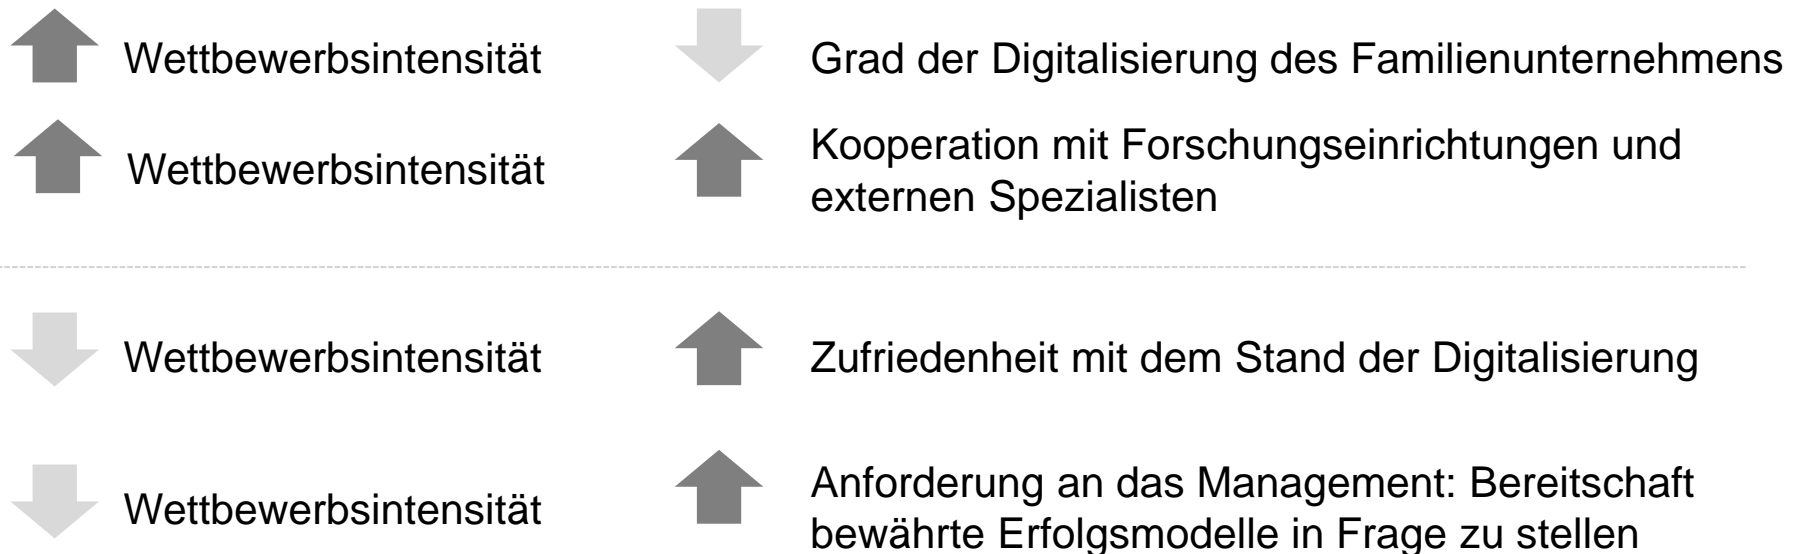 Wettbewerbsintensität
Grad der Digitalisierung des Familienunternehmens
Wettbewerbsintensität
Kooperation mit Forschungseinrichtungen und
externen Spezialisten
Wettbewerbsintensität
Zufriedenheit mit dem Stand der Digitalisierung
Wettbewerbsintensität
Anforderung an das Management: Bereitschaft
bewährte Erfolgsmodelle in Frage zu stellen